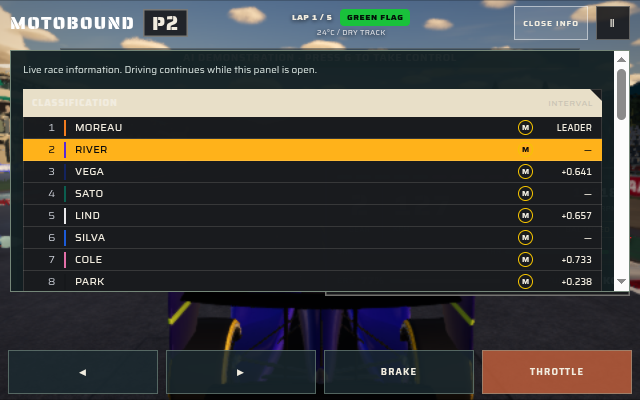 MOTOBOUND P2
LAP 1 / 5 GREEN FLAG
24°C / DRY TRACK
CLOSE INFO
II
Live race information. Driving continues while this panel is open.
CLASSIFICATION INTERVAL
1 MOREAU M LEADER
2 RIVER M —
3 VEGA M +0.641
4 SATO M —
5 LIND M +0.657
6 SILVA M —
7 COLE M +0.733
8 PARK M +0.238
◄
►
BRAKE
THROTTLE